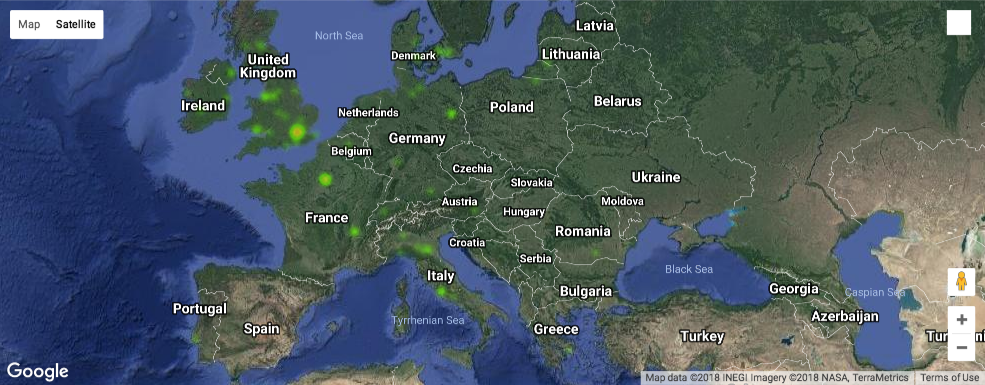 Map Satellite
Latvia
North Sea
Denmark
Lithuania
United
Kingdom
Ireland
Belarus
Poland
Netherlands
Germany
Belgium
Czechia
Ukraine
Slovakia
Austria
Moldova
Hungary
France
Romania
Croatia
Serbia
Black Sea
Italy
Georgia
Bulgaria
Caspian Sea
Portugal
Azerbaijan
Tyrrhenian Sea
Spain
Greece
Turkey
Google
Map data ©2018 INEGI Imagery ©2018 NASA, TerraMetrics
Terms of Use